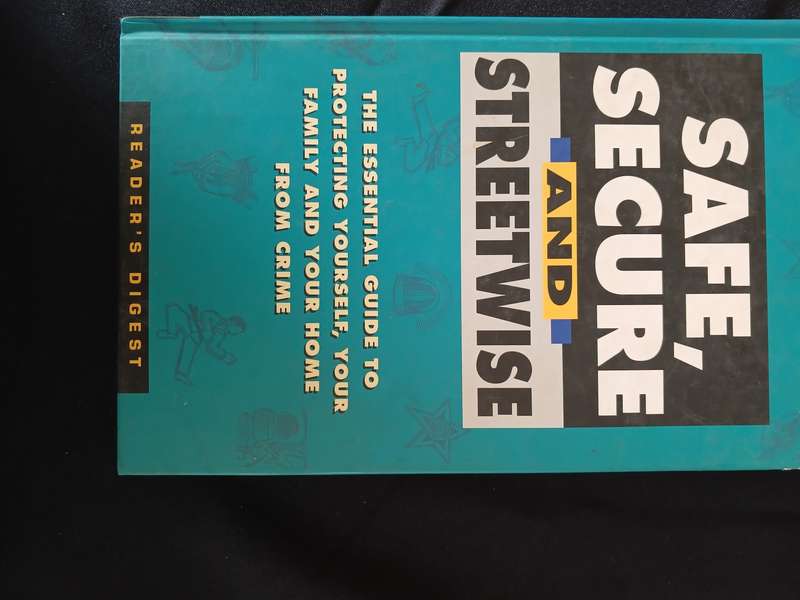 SAFE,
SECURE
AND
STREETWISE
THE ESSENTIAL GUIDE TO
PROTECTING YOURSELF, YOUR
FAMILY AND YOUR HOME
FROM CRIME
READER'S DIGEST